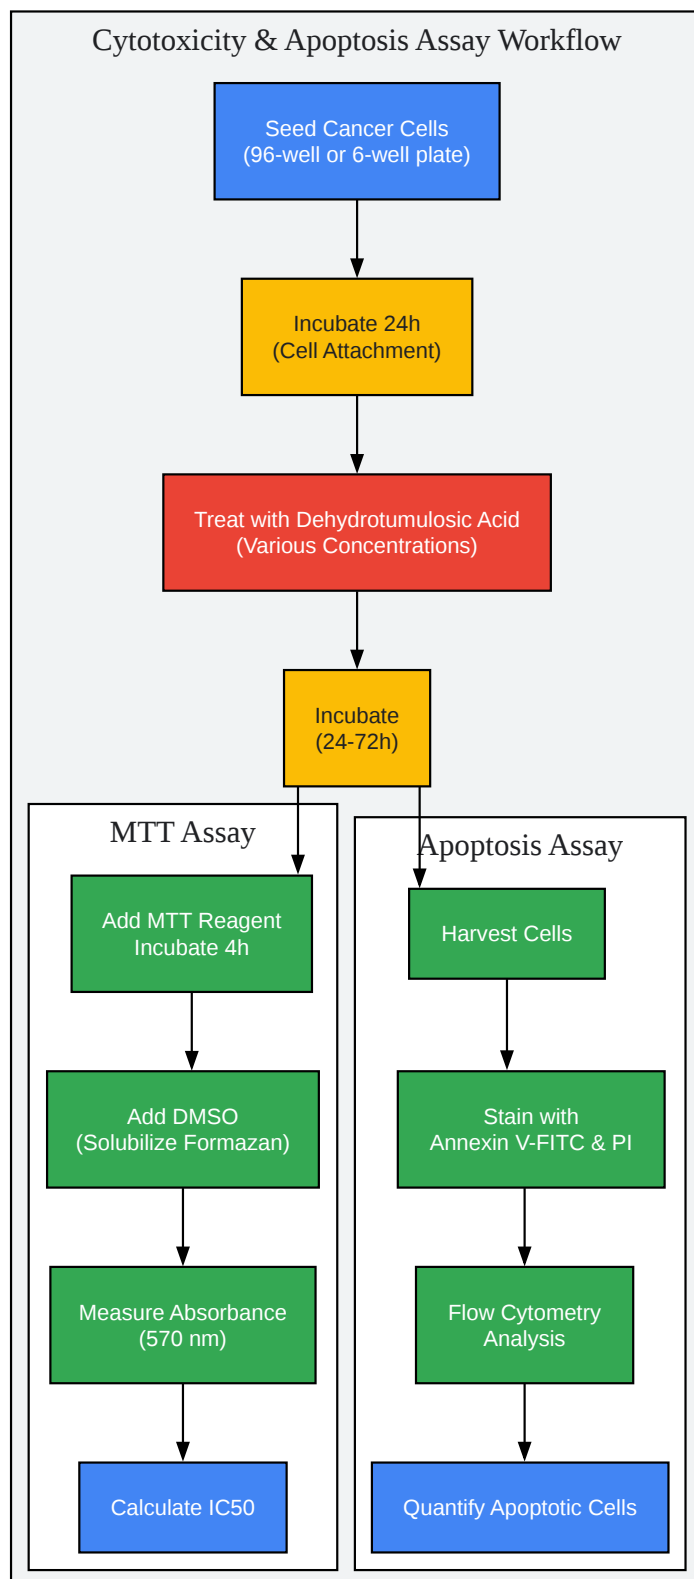 Cytotoxicity & Apoptosis Assay Workflow
Seed Cancer Cells
(96-well or 6-well plate)
Incubate 24h
(Cell Attachment)
Treat with Dehydrotumulosic Acid
(Various Concentrations)
Incubate
(24-72h)
MTT Assay
Add MTT Reagent
Incubate 4h
Add DMSO
(Solubilize Formazan)
Measure Absorbance
(570 nm)
Calculate IC50
Apoptosis Assay
Harvest Cells
Stain with
Annexin V-FITC & PI
Flow Cytometry
Analysis
Quantify Apoptotic Cells